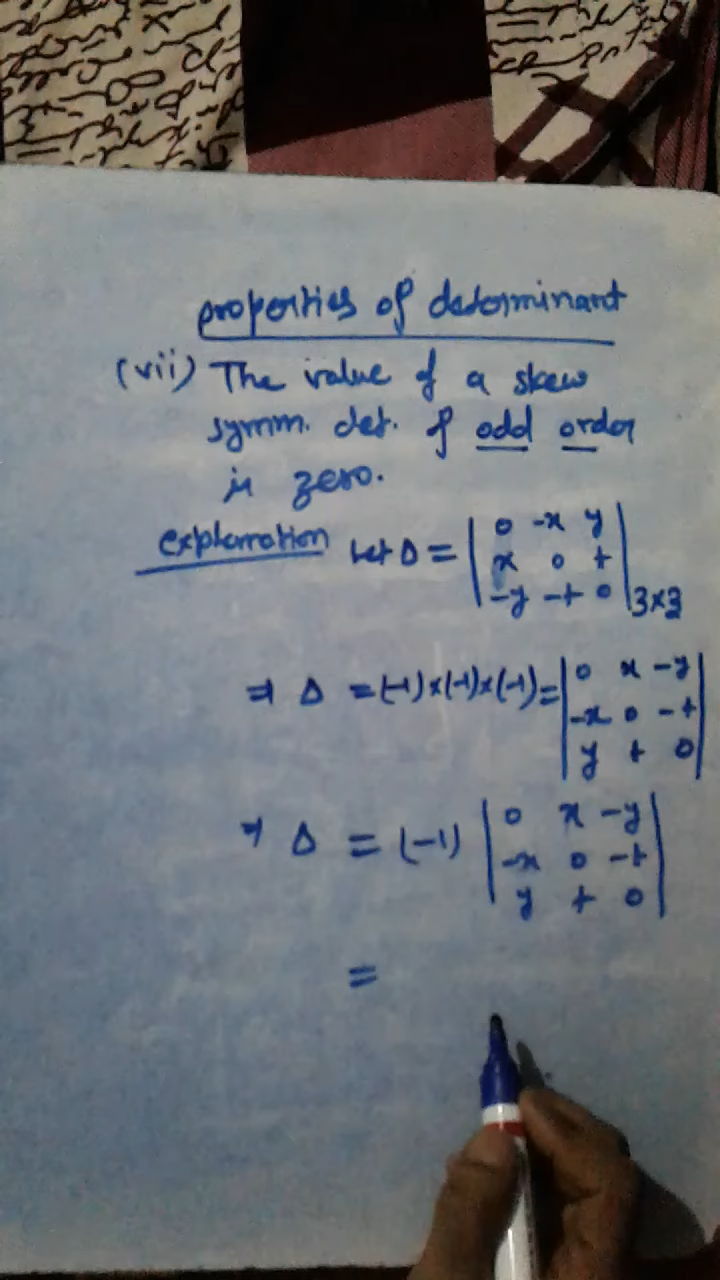 properties of determinant
(vii) The value of a skew
symm. det. of odd order
is zero.
explanation Let Δ = | 0 -x y |
| x 0 t |
| -y -t 0 | 3×3
⇒ Δ = (-1)×(-1)×(-1) = | 0 x -y |
| -x 0 -t |
| y t 0 |
⇒ Δ = (-1) | 0 x -y |
| -x 0 -t |
| y t 0 |
=